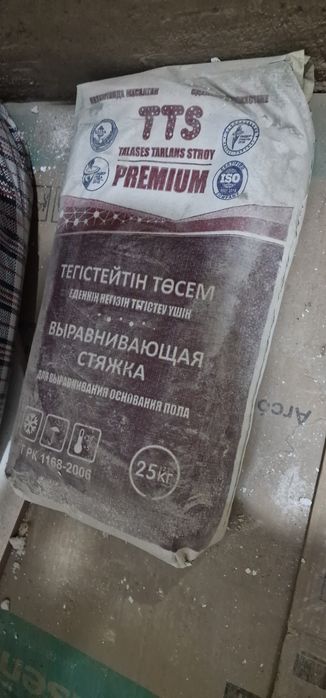 TTS
TALASES TARLANS STROY
PREMIUM
ISO
ТЕГІСТЕЙТІН ТӨСЕМ
ЕДЕННІҢ НЕГІЗІН ТЕГІСТЕУ ҮШІН
ВЫРАВНИВАЮЩАЯ
СТЯЖКА
ДЛЯ ВЫРАВНИВАНИЯ ОСНОВАНИЯ ПОЛА
25КГ
Т РК 1168-2006